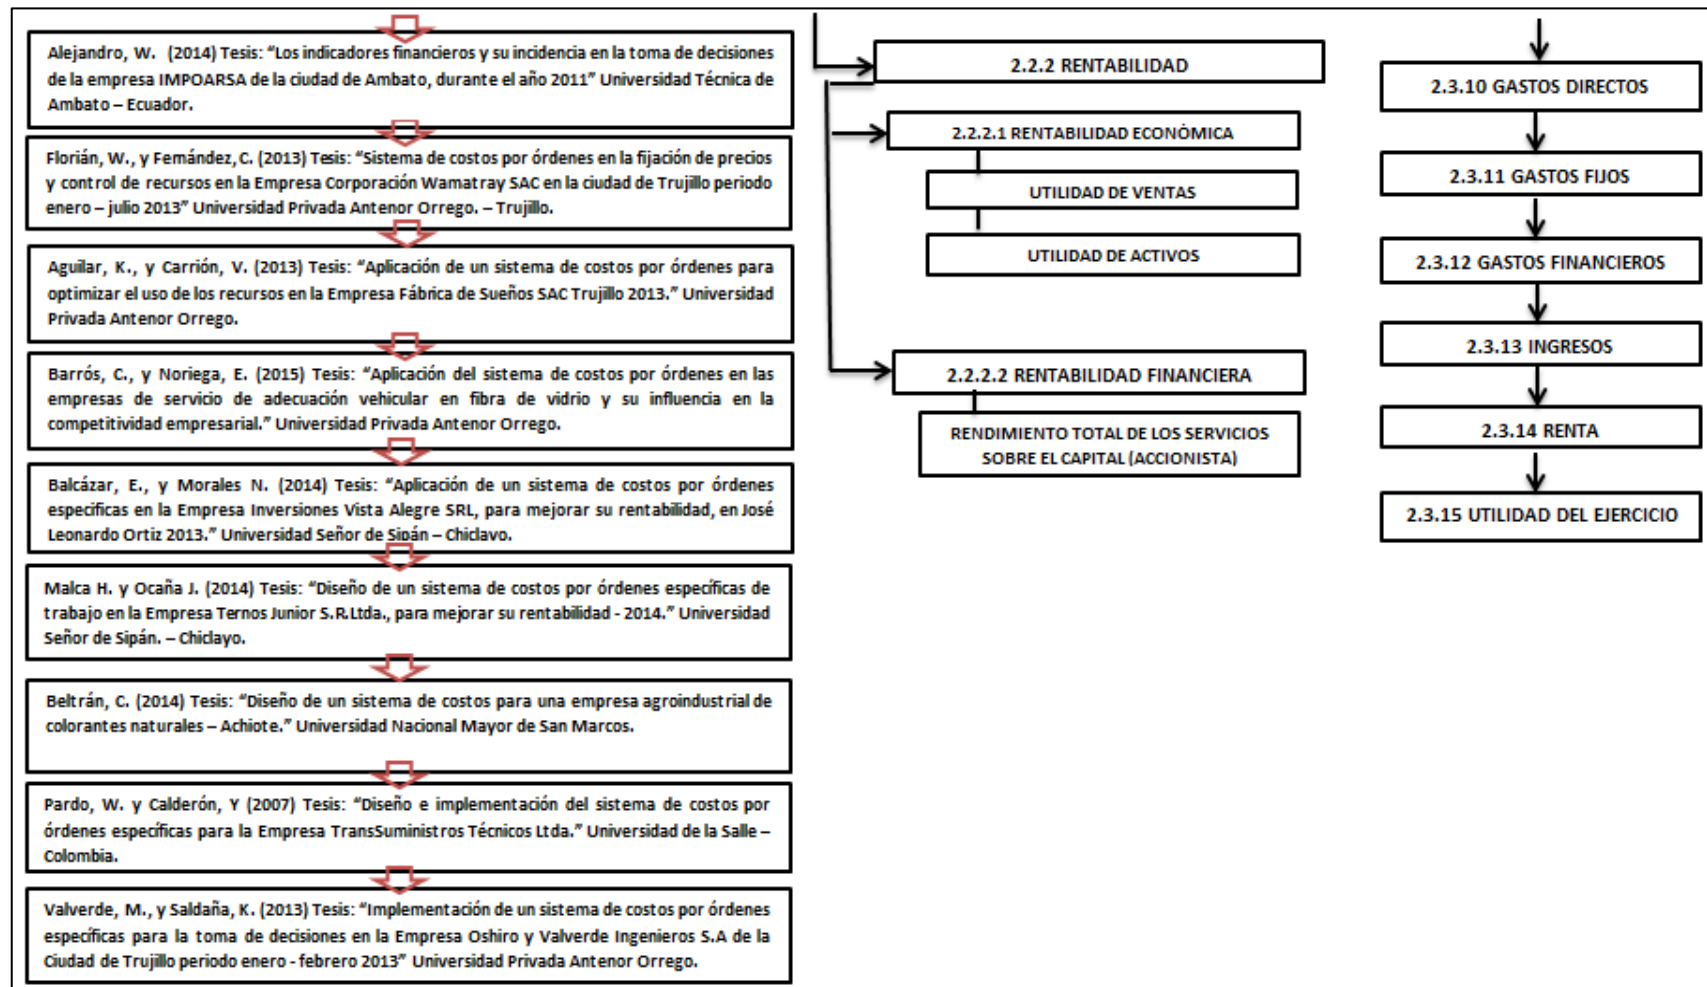 Alejandro, W. (2014) Tesis: “Los indicadores financieros y su incidencia en la toma de decisiones
de la empresa IMPOARSA de la ciudad de Ambato, durante el año 2011” Universidad Técnica de
Ambato – Ecuador.
Florián, W., y Fernández, C. (2013) Tesis: “Sistema de costos por órdenes en la fijación de precios
y control de recursos en la Empresa Corporación Wamatray SAC en la ciudad de Trujillo periodo
enero – julio 2013” Universidad Privada Antenor Orrego. – Trujillo.
Aguilar, K., y Carrión, V. (2013) Tesis: “Aplicación de un sistema de costos por órdenes para
optimizar el uso de los recursos en la Empresa Fábrica de Sueños SAC Trujillo 2013.” Universidad
Privada Antenor Orrego.
Barrós, C., y Noriega, E. (2015) Tesis: “Aplicación del sistema de costos por órdenes en las
empresas de servicio de adecuación vehicular en fibra de vidrio y su influencia en la
competitividad empresarial.” Universidad Privada Antenor Orrego.
Balcázar, E., y Morales N. (2014) Tesis: “Aplicación de un sistema de costos por órdenes
especificas en la Empresa Inversiones Vista Alegre SRL, para mejorar su rentabilidad, en José
Leonardo Ortiz 2013.” Universidad Señor de Sipán – Chiclayo.
Malca H. y Ocaña J. (2014) Tesis: “Diseño de un sistema de costos por órdenes específicas de
trabajo en la Empresa Ternos Junior S.R.Ltda., para mejorar su rentabilidad - 2014.” Universidad
Señor de Sipán. – Chiclayo.
Beltrán, C. (2014) Tesis: “Diseño de un sistema de costos para una empresa agroindustrial de
colorantes naturales – Achiote.” Universidad Nacional Mayor de San Marcos.
Pardo, W. y Calderón, Y (2007) Tesis: “Diseño e implementación del sistema de costos por
órdenes específicas para la Empresa TransSuministros Técnicos Ltda.” Universidad de la Salle –
Colombia.
Valverde, M., y Saldaña, K. (2013) Tesis: “Implementación de un sistema de costos por órdenes
específicas para la toma de decisiones en la Empresa Oshiro y Valverde Ingenieros S.A de la
Ciudad de Trujillo periodo enero - febrero 2013” Universidad Privada Antenor Orrego.
2.2.2 RENTABILIDAD
2.2.2.1 RENTABILIDAD ECONÓMICA
UTILIDAD DE VENTAS
UTILIDAD DE ACTIVOS
2.2.2.2 RENTABILIDAD FINANCIERA
RENDIMIENTO TOTAL DE LOS SERVICIOS
SOBRE EL CAPITAL (ACCIONISTA)
2.3.10 GASTOS DIRECTOS
2.3.11 GASTOS FIJOS
2.3.12 GASTOS FINANCIEROS
2.3.13 INGRESOS
2.3.14 RENTA
2.3.15 UTILIDAD DEL EJERCICIO